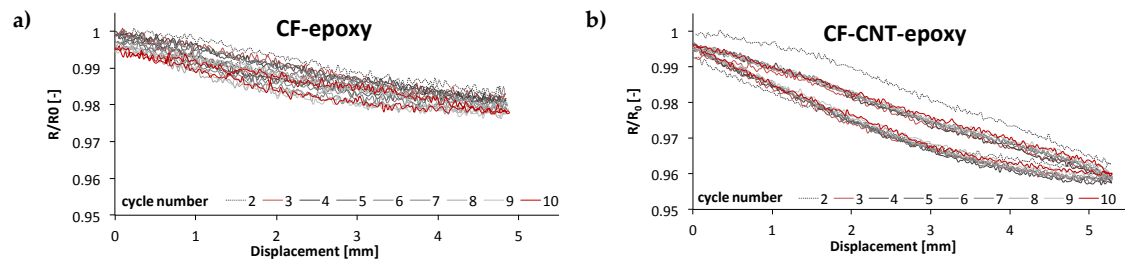 a)
CF-epoxy
R/R0 [-]
1
0.99
0.98
0.97
0.96
0.95
cycle number 2 3 4 5 6 7 8 9 10
0 1 2 3 4 5
Displacement [mm]
b)
CF-CNT-epoxy
R/R₀ [-]
1
0.99
0.98
0.97
0.96
0.95
cycle number 2 3 4 5 6 7 8 9 10
0 1 2 3 4 5
Displacement [mm]